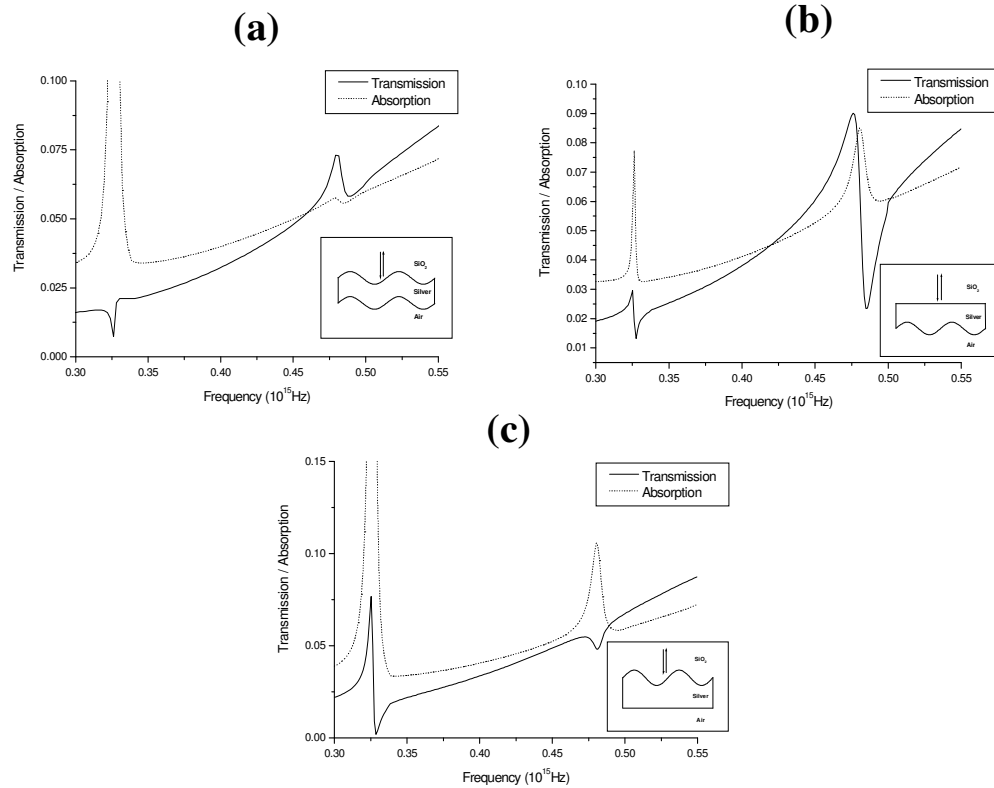 (a)
Transmission
Absorption
0.100
0.075
0.050
0.025
0.000
Transmission / Absorption
0.30 0.35 0.40 0.45 0.50 0.55
Frequency (10¹⁵Hz)
SiO₂
Silver
Air
(b)
Transmission
Absorption
0.10
0.09
0.08
0.07
0.06
0.05
0.04
0.03
0.02
0.01
Transmission / Absorption
0.30 0.35 0.40 0.45 0.50 0.55
Frequency (10¹⁵Hz)
SiO₂
Silver
Air
(c)
Transmission
Absorption
0.15
0.10
0.05
0.00
Transmission / Absorption
0.30 0.35 0.40 0.45 0.50 0.55
Frequency (10¹⁵Hz)
SiO₂
Silver
Air